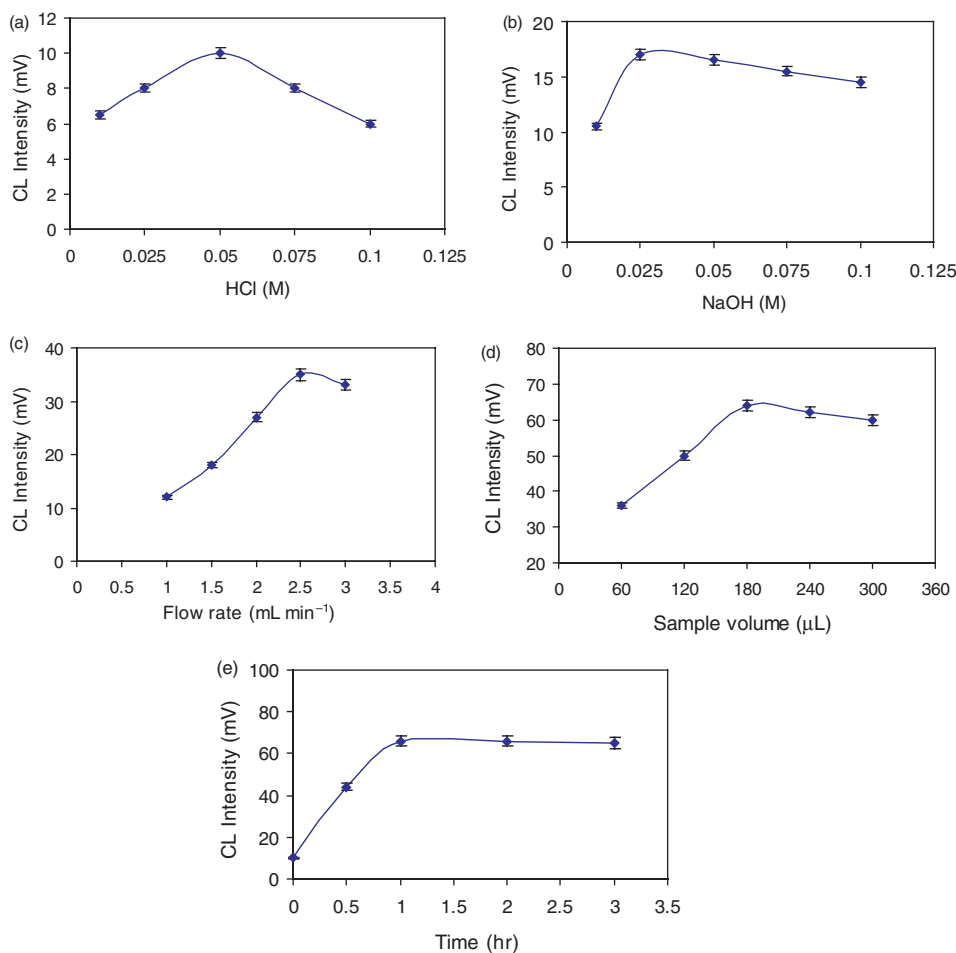 (a)
12
10
8
6
4
2
0
CL Intensity (mV)
0 0.025 0.05 0.075 0.1 0.125
HCl (M)
(b)
20
15
10
5
0
CL Intensity (mV)
0 0.025 0.05 0.075 0.1 0.125
NaOH (M)
(c)
40
30
20
10
0
CL Intensity (mV)
0 0.5 1 1.5 2 2.5 3 4
Flow rate (mL min⁻¹)
(d)
80
70
60
50
40
30
20
CL Intensity (mV)
0 60 120 180 240 300 360
Sample volume (μL)
(e)
100
80
60
40
20
0
CL Intensity (mV)
0 0.5 1 2 2.5 3 3.5
Time (hr)